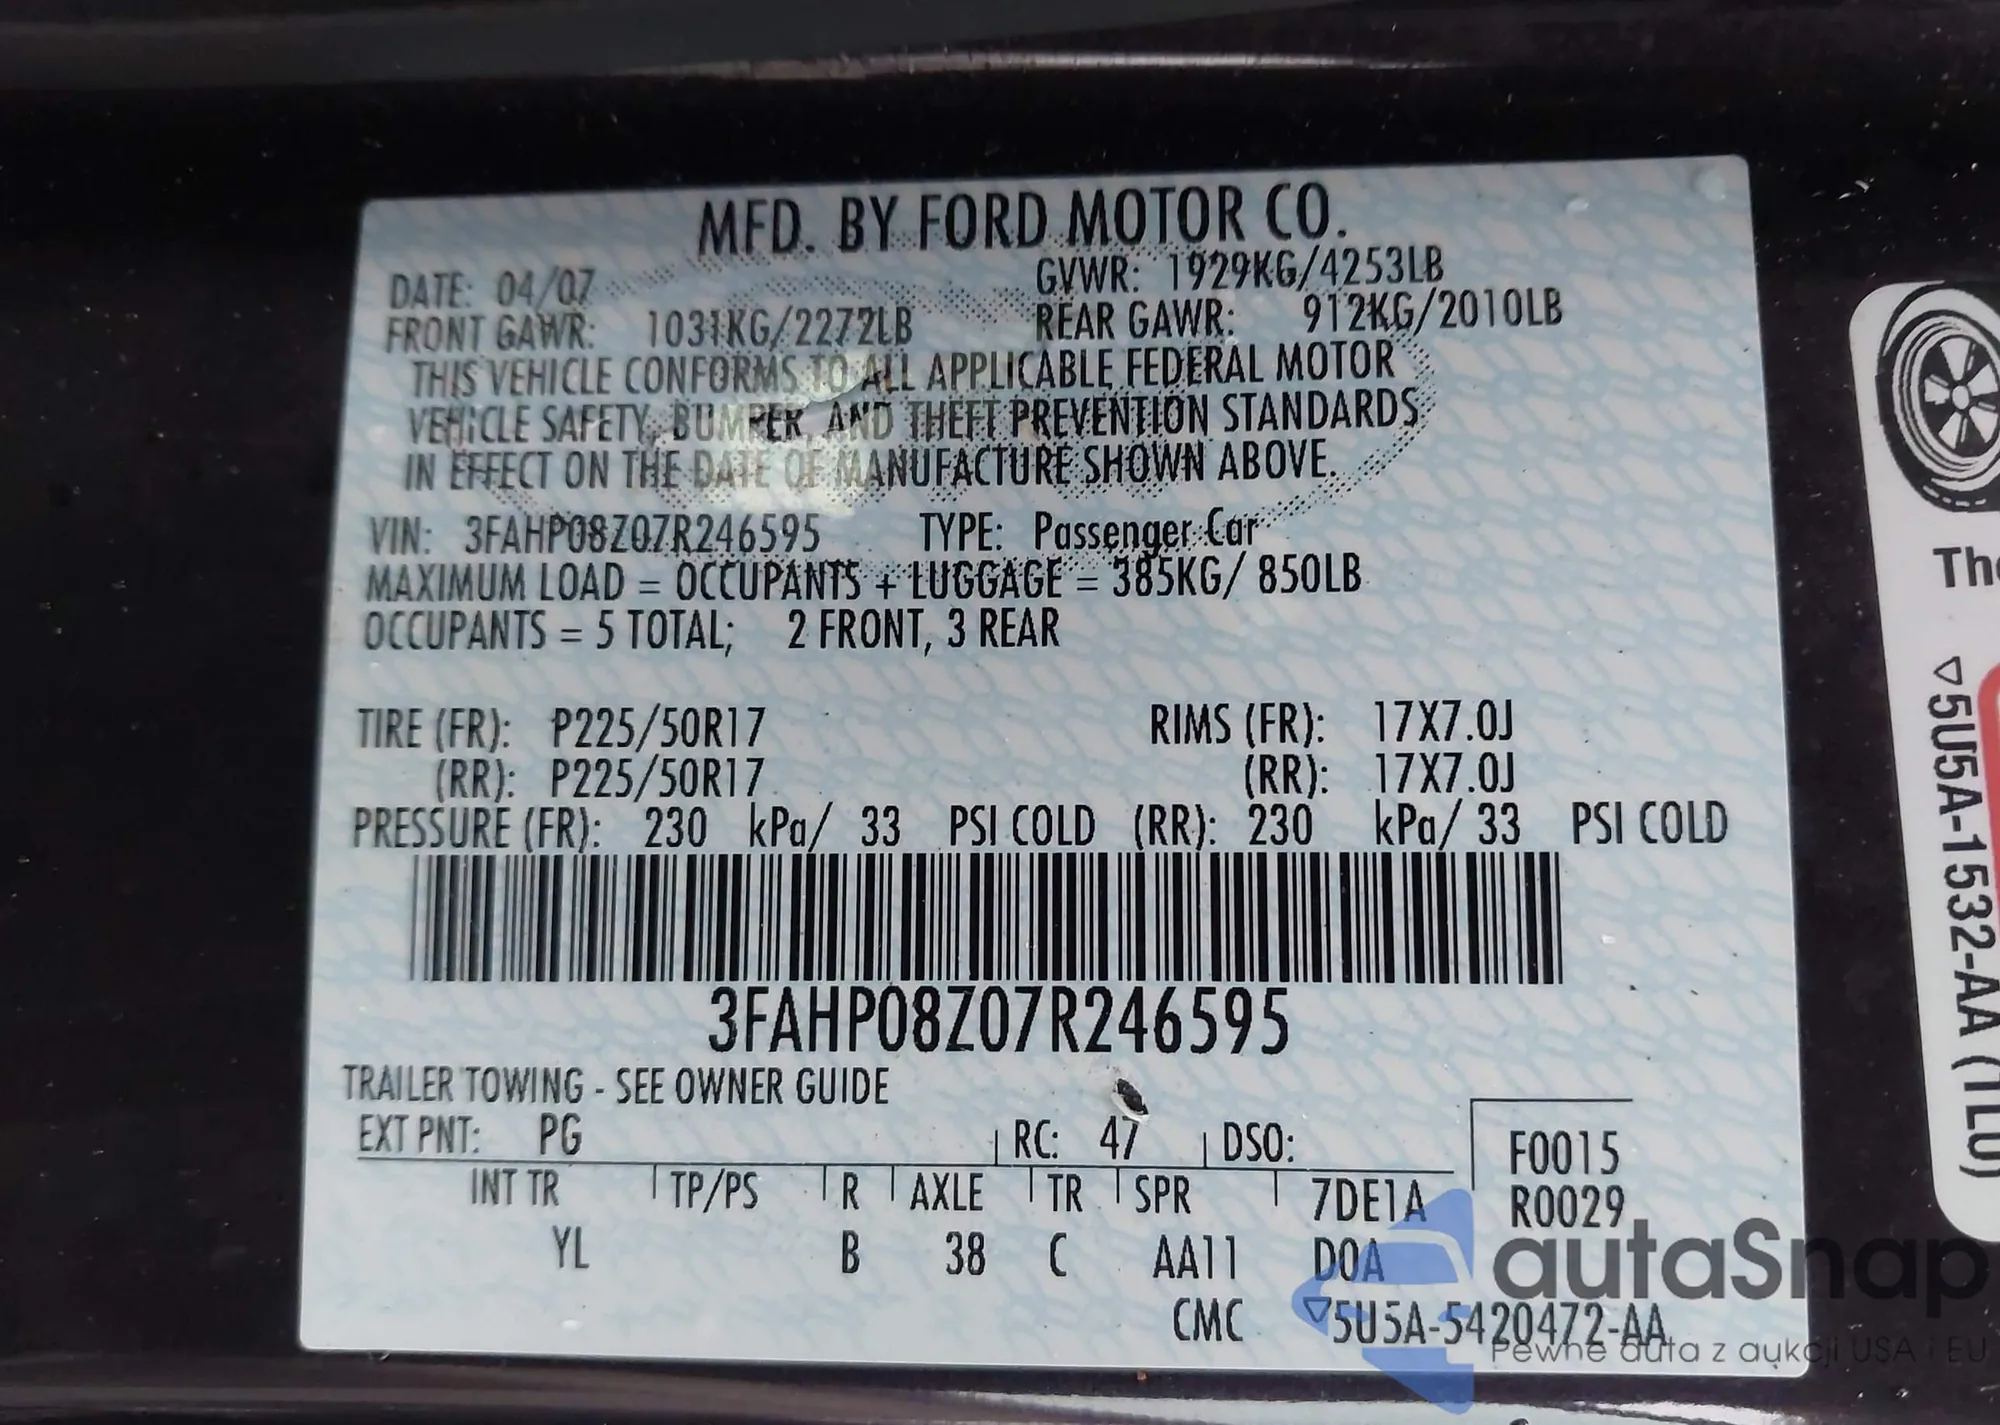 MFD. BY FORD MOTOR CO.
DATE: 04/07 GVWR: 1929KG/4253LB
FRONT GAWR: 1031KG/2272LB REAR GAWR: 912KG/2010LB
THIS VEHICLE CONFORMS TO ALL APPLICABLE FEDERAL MOTOR
VEHICLE SAFETY, BUMPER, AND THEFT PREVENTION STANDARDS
IN EFFECT ON THE DATE OF MANUFACTURE SHOWN ABOVE.
VIN: 3FAHP08Z07R246595 TYPE: Passenger Car
MAXIMUM LOAD = OCCUPANTS + LUGGAGE = 385KG/ 850LB
OCCUPANTS = 5 TOTAL; 2 FRONT, 3 REAR
TIRE (FR): P225/50R17 RIMS (FR): 17X7.0J
(RR): P225/50R17 (RR): 17X7.0J
PRESSURE (FR): 230 kPa/ 33 PSI COLD (RR): 230 kPa/ 33 PSI COLD
3FAHP08Z07R246595
TRAILER TOWING - SEE OWNER GUIDE
EXT PNT: PG RC: 47 DSO: F0015
INT TR TP/PS R AXLE TR SPR 7DE1A R0029
YL B 38 C AA11 D0A
CMC ▽5U5A-5420472-AA
▽5U5A-1532-AA (TL0)
autaSnap
Pewne auta z aukcji USA i EU